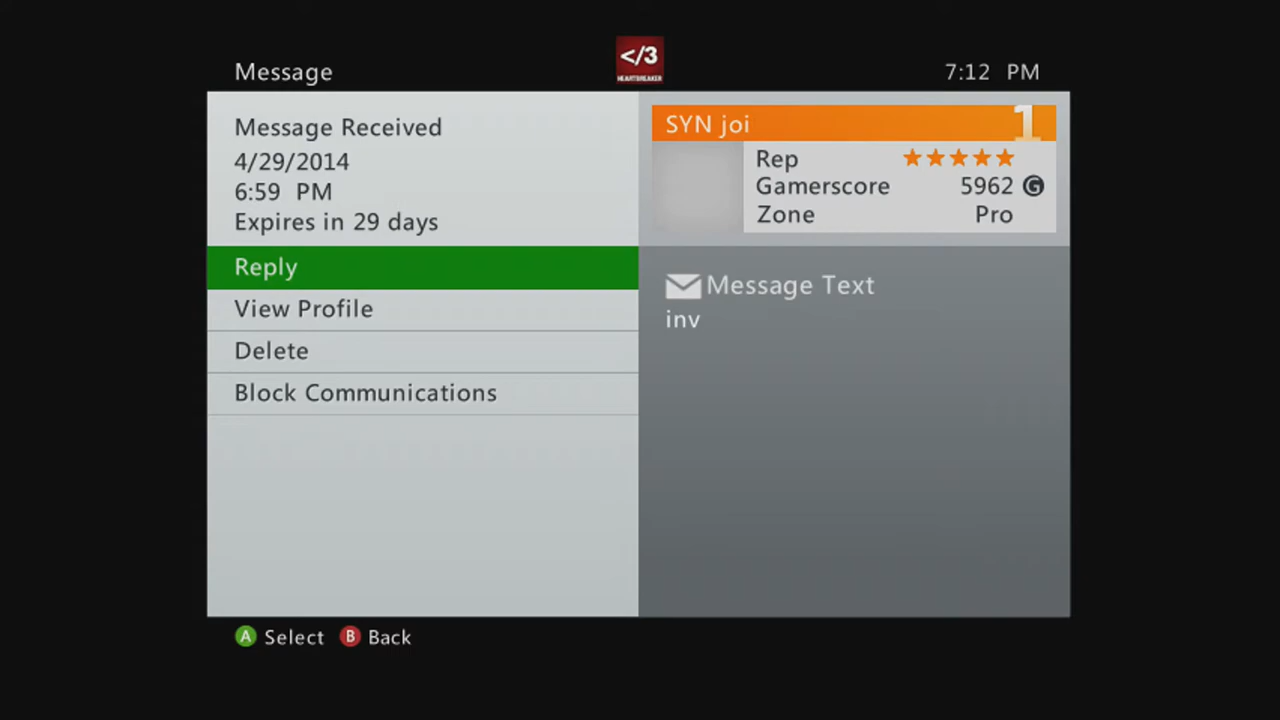 Message
</3
HEARTBREAKER
7:12 PM
Message Received
4/29/2014
6:59 PM
Expires in 29 days
Reply
View Profile
Delete
Block Communications
SYN joi
1
Rep
Gamerscore 5962 G
Zone Pro
Message Text
inv
A Select B Back